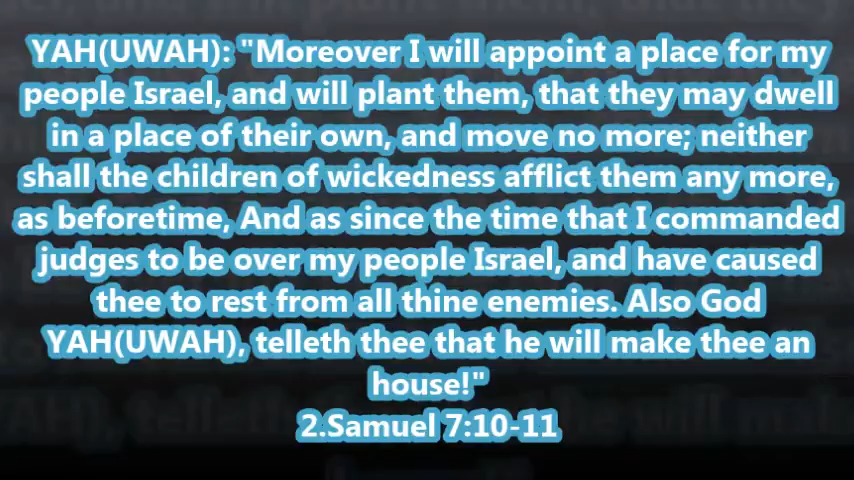 YAH(UWAH): "Moreover I will appoint a place for my
people Israel, and will plant them, that they may dwell
in a place of their own, and move no more; neither
shall the children of wickedness afflict them any more,
as beforetime, And as since the time that I commanded
judges to be over my people Israel, and have caused
thee to rest from all thine enemies. Also God
YAH(UWAH), telleth thee that he will make thee an
house!"
2.Samuel 7:10-11